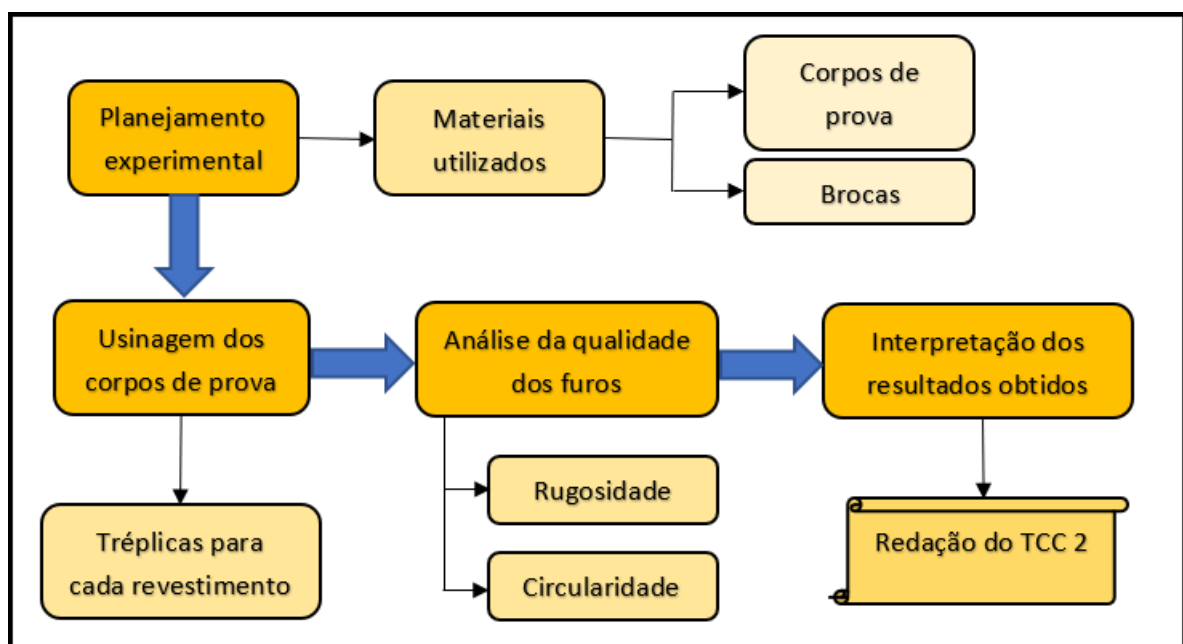 Planejamento
experimental
Materiais
utilizados
Corpos de
prova
Brocas
Usinagem dos
corpos de prova
Análise da qualidade
dos furos
Interpretação dos
resultados obtidos
Tréplicas para
cada revestimento
Rugosidade
Circularidade
Redação do TCC 2